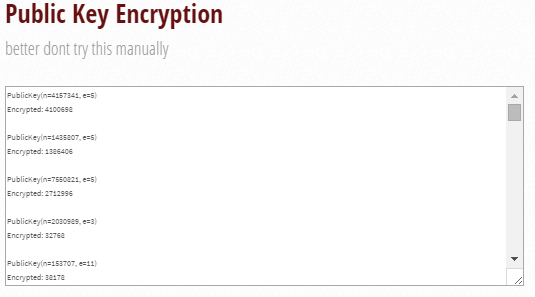 Public Key Encryption
better dont try this manually
PublicKey(n=4157341, e=5)
Encrypted: 4100698
PublicKey(n=1435807, e=5)
Encrypted: 1386406
PublicKey(n=7550821, e=5)
Encrypted: 2712996
PublicKey(n=2030989, e=3)
Encrypted: 32768
PublicKey(n=153707, e=11)
Encrypted: 38178